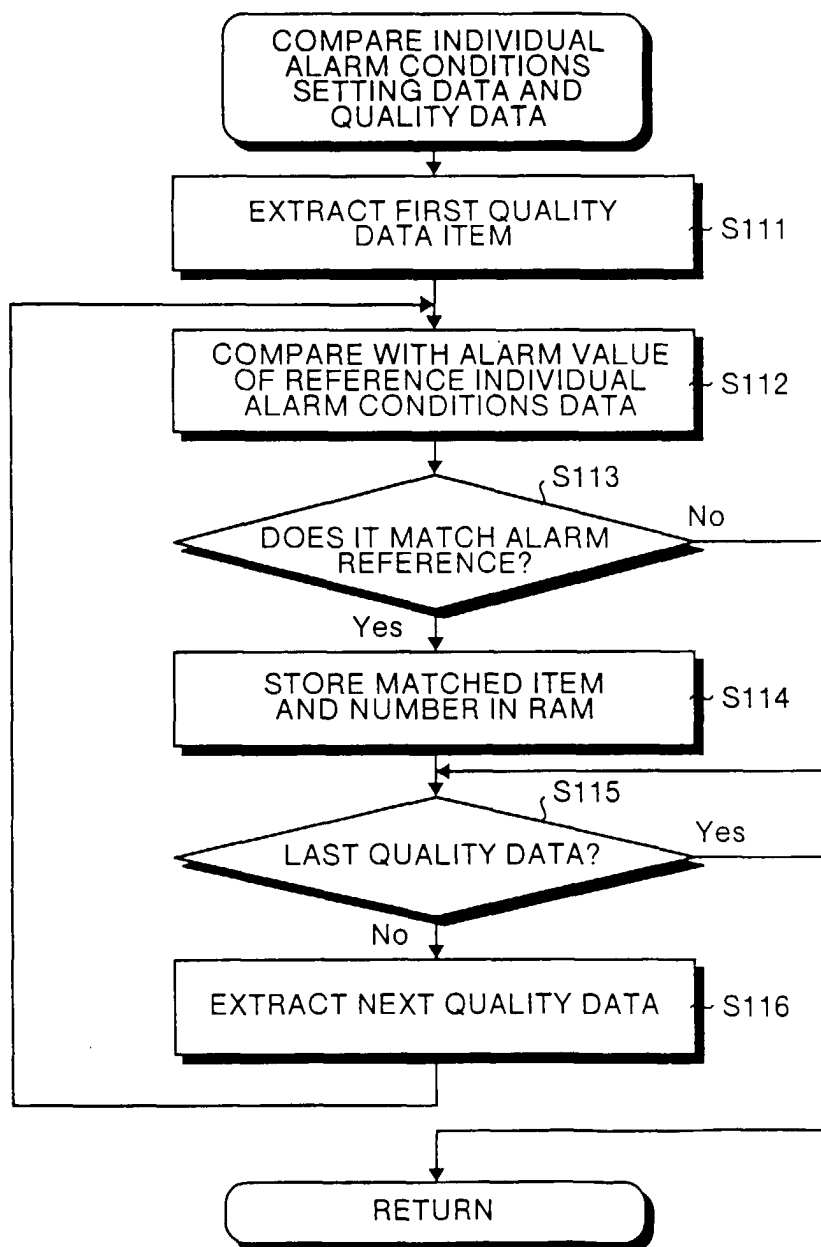 COMPARE INDIVIDUAL
ALARM CONDITIONS
SETTING DATA AND
QUALITY DATA
EXTRACT FIRST QUALITY
DATA ITEM
S111
COMPARE WITH ALARM VALUE
OF REFERENCE INDIVIDUAL
ALARM CONDITIONS DATA
S112
S113
No
DOES IT MATCH ALARM
REFERENCE?
Yes
STORE MATCHED ITEM
AND NUMBER IN RAM
S114
S115
Yes
LAST QUALITY DATA?
No
EXTRACT NEXT QUALITY DATA
S116
RETURN